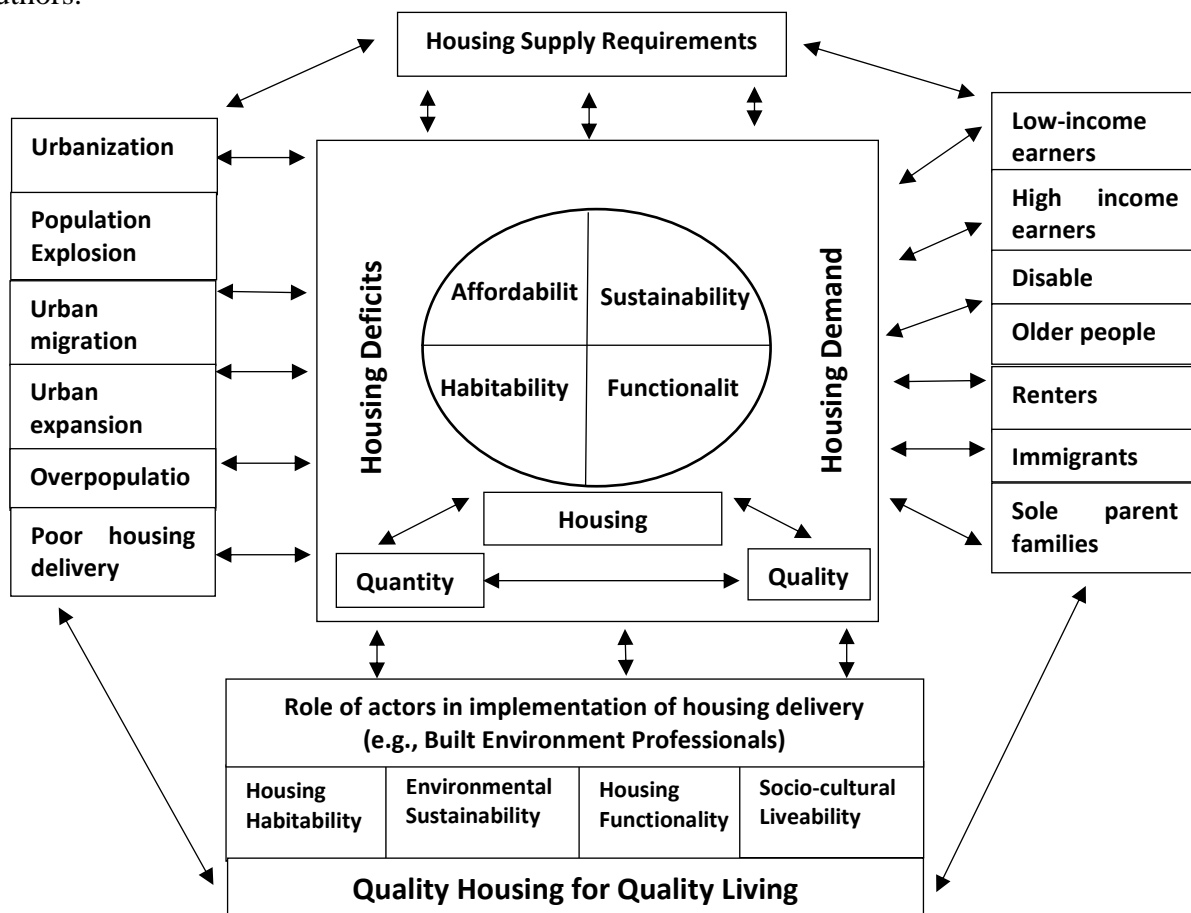 Housing Supply Requirements
Urbanization
Population
Explosion
Urban
migration
Urban
expansion
Overpopulatio
Poor housing
delivery
Housing Deficits
Affordabilit
Sustainability
Habitability
Functionalit
Housing Demand
Housing
Quantity
Quality
Low-income
earners
High income
earners
Disable
Older people
Renters
Immigrants
Sole parent
families
Role of actors in implementation of housing delivery
(e.g., Built Environment Professionals)
Housing
Habitability
Environmental
Sustainability
Housing
Functionality
Socio-cultural
Liveability
Quality Housing for Quality Living